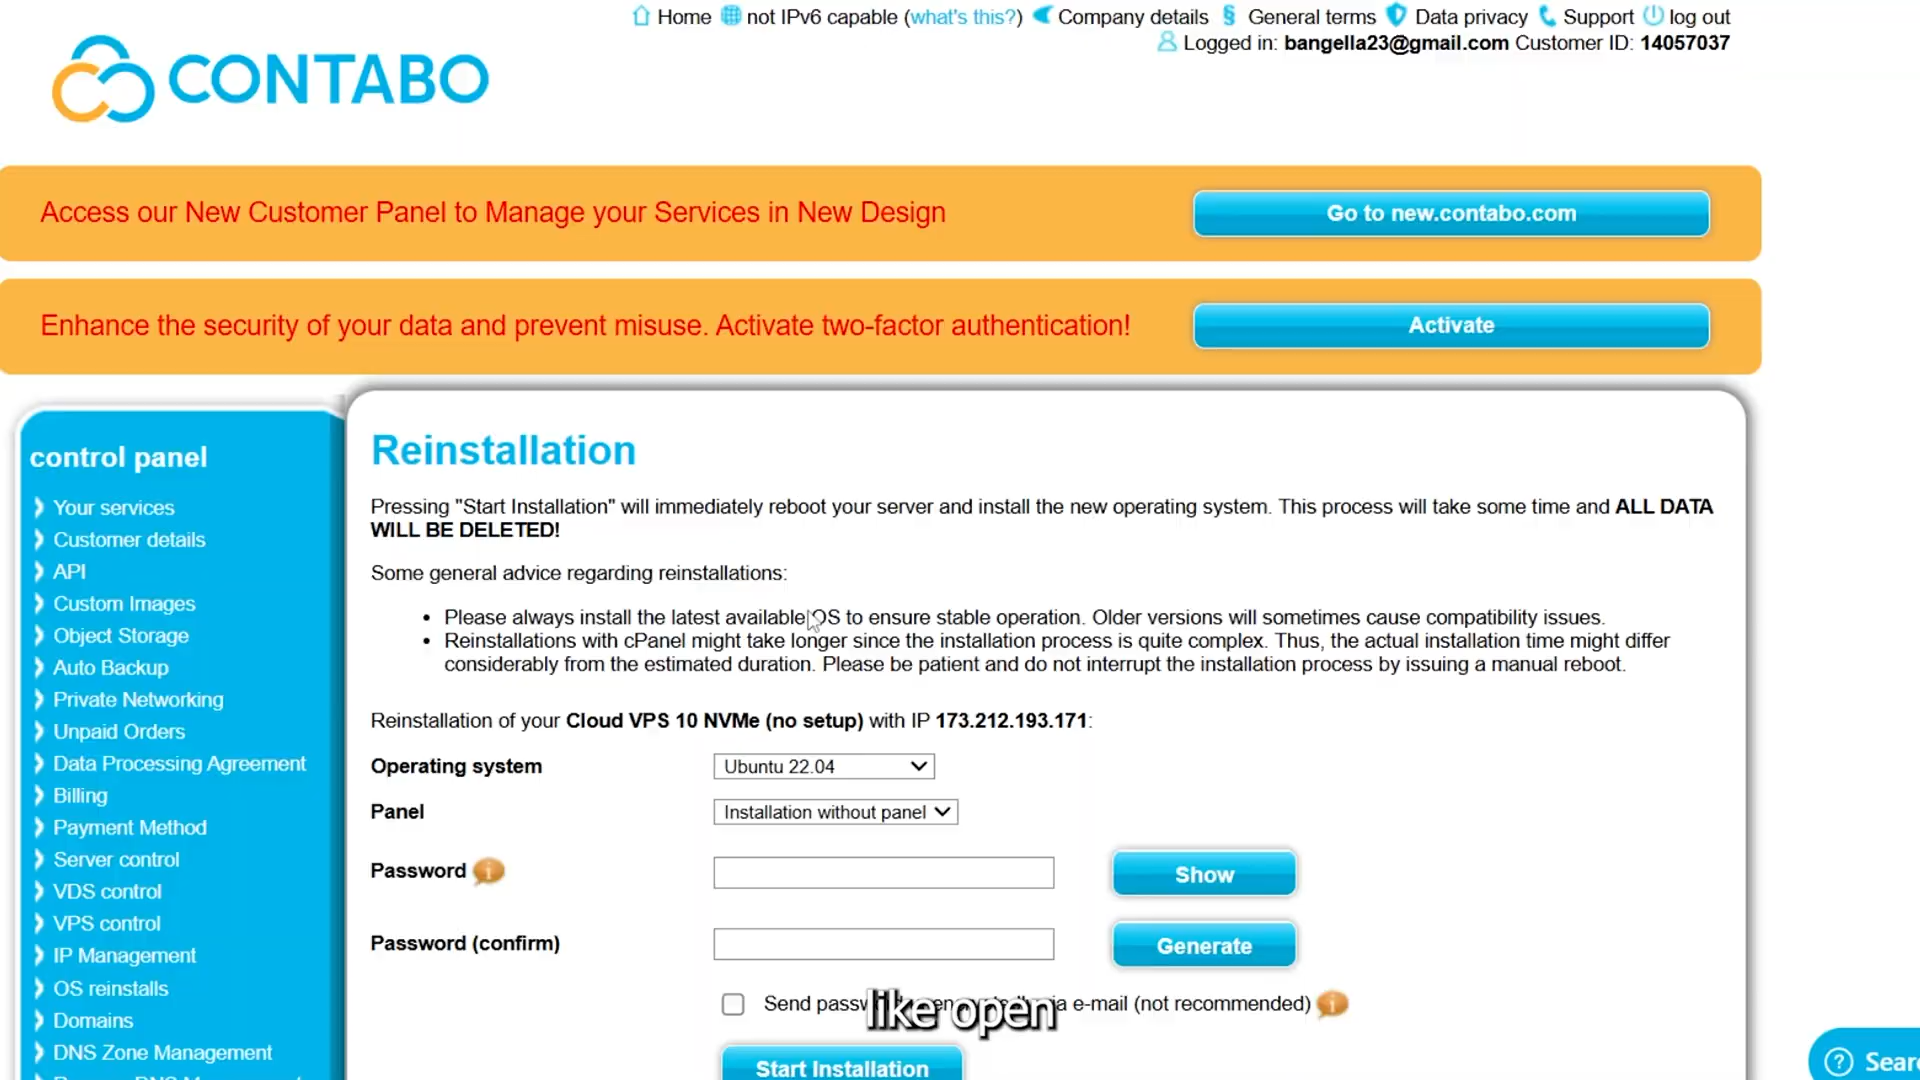 Home not IPv6 capable (what's this?) Company details § General terms Data privacy Support log out
Logged in: bangella23@gmail.com Customer ID: 14057037
CONTABO
Access our New Customer Panel to Manage your Services in New Design
Go to new.contabo.com
Enhance the security of your data and prevent misuse. Activate two-factor authentication!
Activate
control panel
Your services
Customer details
API
Custom Images
Object Storage
Auto Backup
Private Networking
Unpaid Orders
Data Processing Agreement
Billing
Payment Method
Server control
VDS control
VPS control
IP Management
OS reinstalls
Domains
DNS Zone Management
Reinstallation
Pressing "Start Installation" will immediately reboot your server and install the new operating system. This process will take some time and ALL DATA
WILL BE DELETED!
Some general advice regarding reinstallations:
• Please always install the latest available OS to ensure stable operation. Older versions will sometimes cause compatibility issues.
• Reinstallations with cPanel might take longer since the installation process is quite complex. Thus, the actual installation time might differ
considerably from the estimated duration. Please be patient and do not interrupt the installation process by issuing a manual reboot.
Reinstallation of your Cloud VPS 10 NVMe (no setup) with IP 173.212.193.171:
Operating system
Ubuntu 22.04
Panel
Installation without panel
Password
Show
Password (confirm)
Generate
Send e-mail (not recommended)
like open
Start Installation